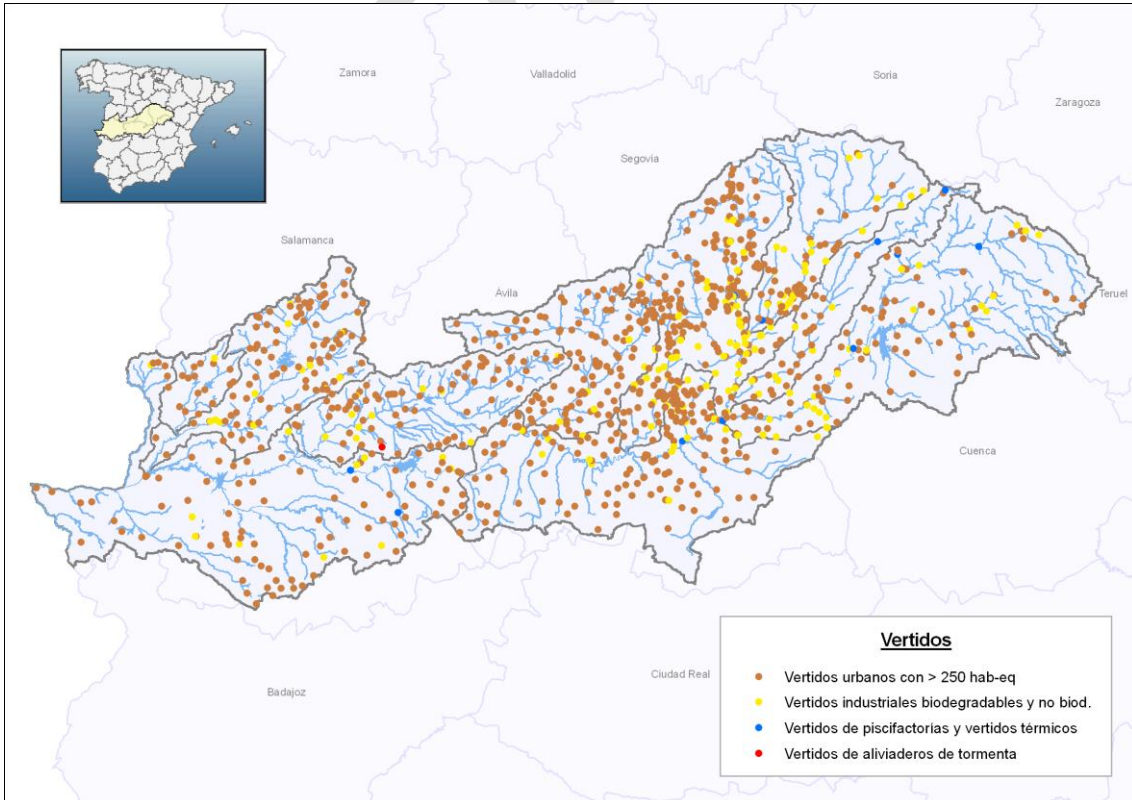 Zamora
Valladolid
Soria
Zaragoza
Segovia
Salamanca
Ávila
Teruel
Cuenca
Ciudad Real
Badajoz
Vertidos
Vertidos urbanos con > 250 hab-eq
Vertidos industriales biodegradables y no biod.
Vertidos de piscifactorías y vertidos térmicos
Vertidos de aliviaderos de tormenta